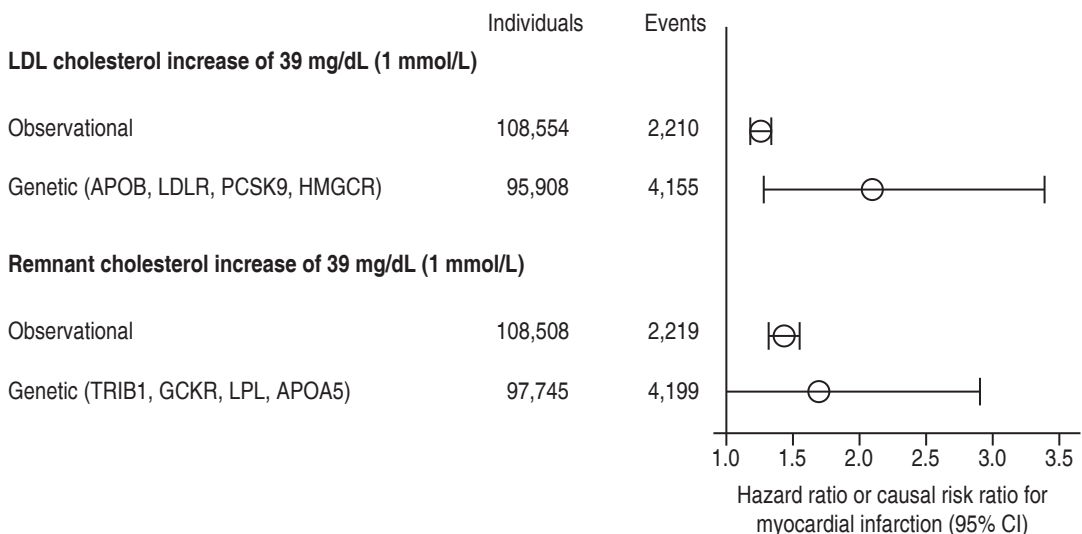 Individuals Events
LDL cholesterol increase of 39 mg/dL (1 mmol/L)
Observational 108,554 2,210
Genetic (APOB, LDLR, PCSK9, HMGCR) 95,908 4,155
Remnant cholesterol increase of 39 mg/dL (1 mmol/L)
Observational 108,508 2,219
Genetic (TRIB1, GCKR, LPL, APOA5) 97,745 4,199
1.0 1.5 2.0 2.5 3.0 3.5
Hazard ratio or causal risk ratio for
myocardial infarction (95% CI)